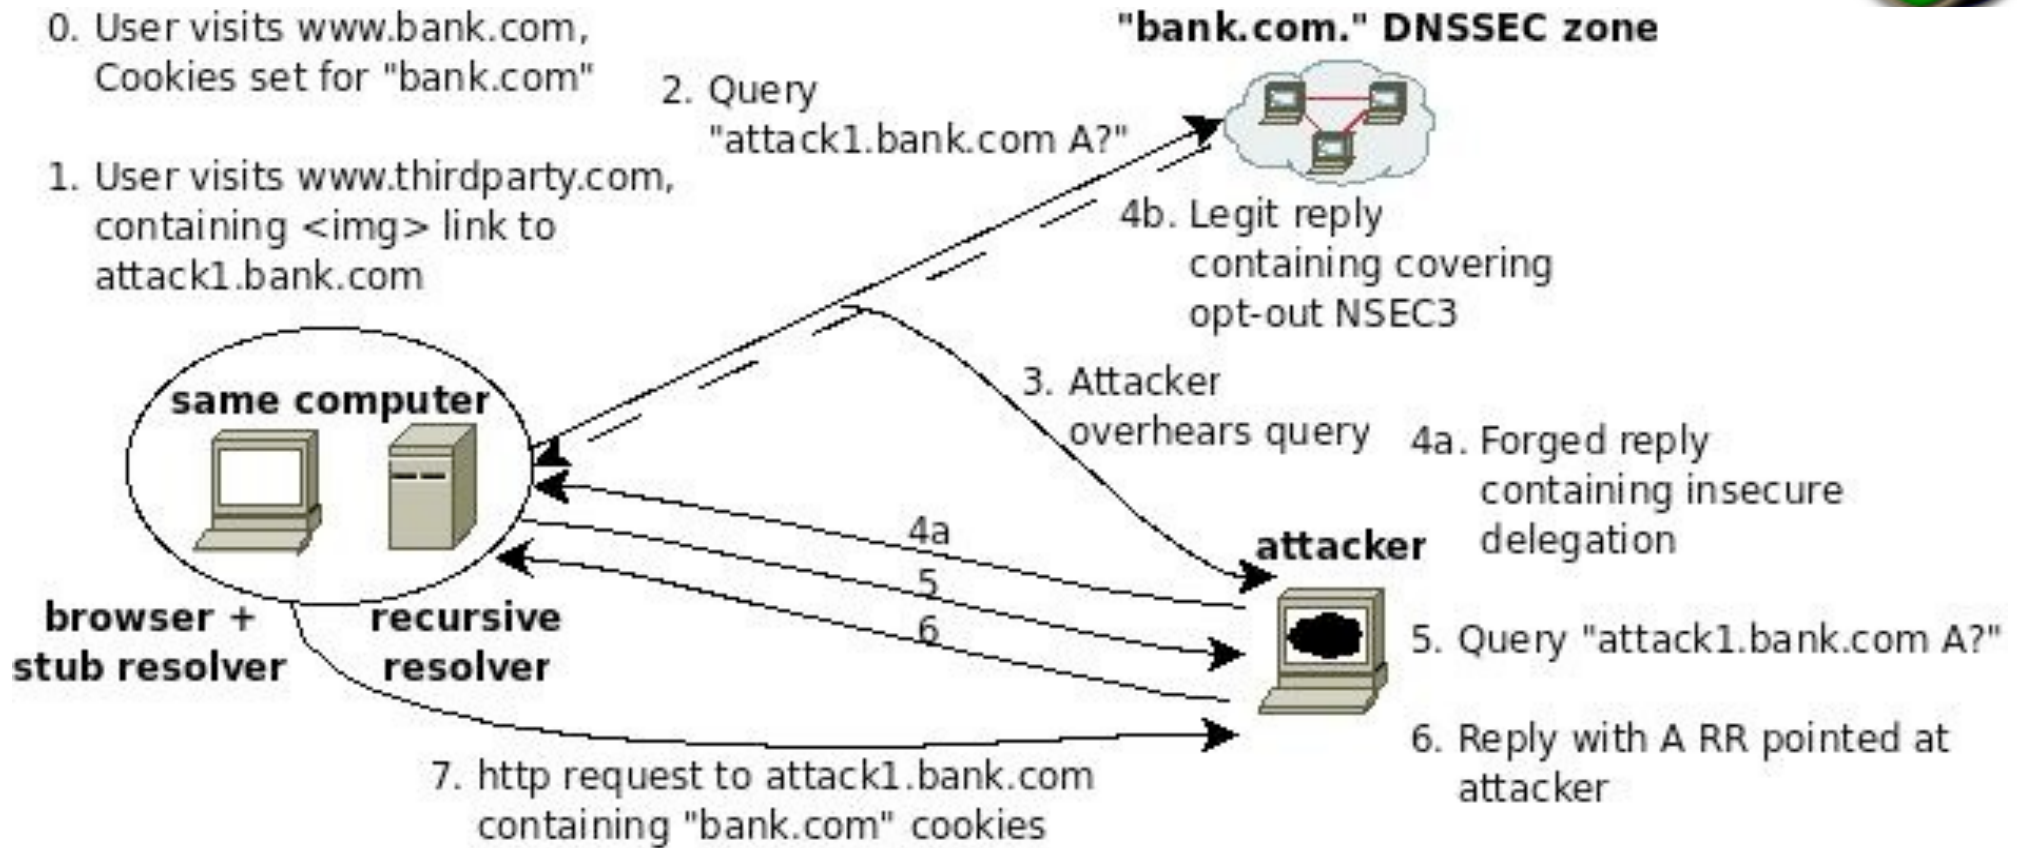 0. User visits www.bank.com,
Cookies set for "bank.com"
1. User visits www.thirdparty.com,
containing <img> link to
attack1.bank.com
2. Query
"attack1.bank.com A?"
"bank.com." DNSSEC zone
4b. Legit reply
containing covering
opt-out NSEC3
3. Attacker
overhears query
4a. Forged reply
containing insecure
delegation
same computer
browser +
stub resolver
recursive
resolver
4a
5
6
attacker
5. Query "attack1.bank.com A?"
6. Reply with A RR pointed at
attacker
7. http request to attack1.bank.com
containing "bank.com" cookies